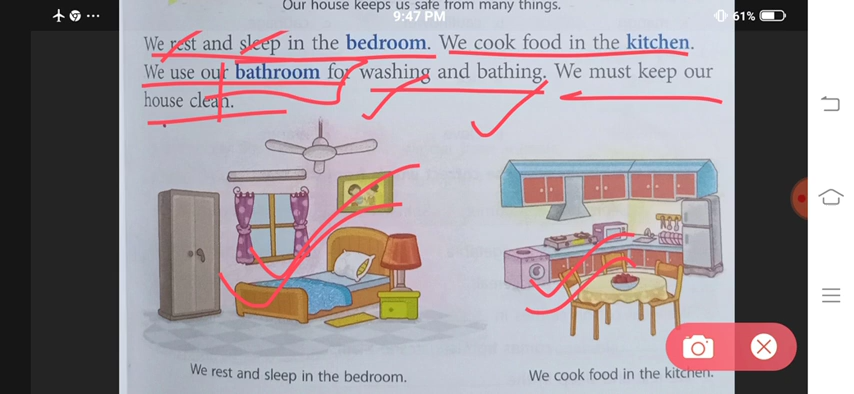 Our house keeps us safe from many things.
9:47 PM
61%
We rest and sleep in the bedroom. We cook food in the kitchen.
We use our bathroom for washing and bathing. We must keep our
house clean.
We rest and sleep in the bedroom.
We cook food in the kitchen.